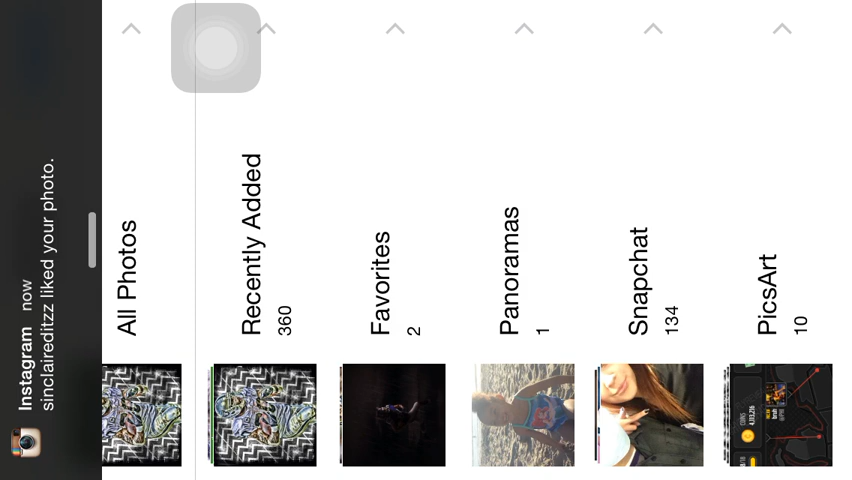 Instagram now
sinclaireditzz liked your photo.
All Photos
Recently Added
360
Favorites
2
Panoramas
1
Snapchat
134
PicsArt
10
COINS